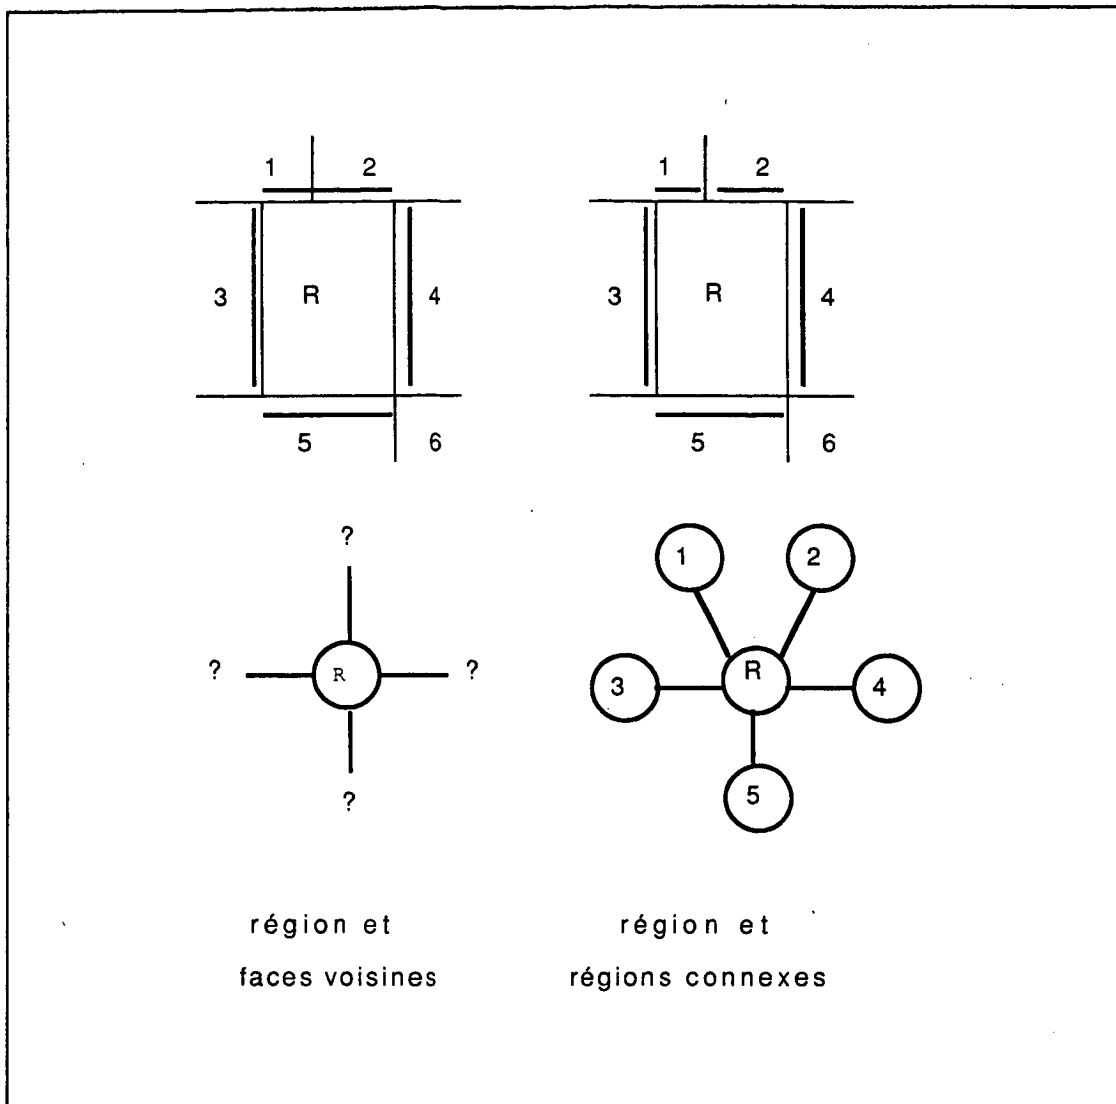 1 2 1 2
3 R 4 3 R 4
5 6 5 6
?
1 2
? R ? 3 R 4
? 5
région et région et
faces voisines régions connexes